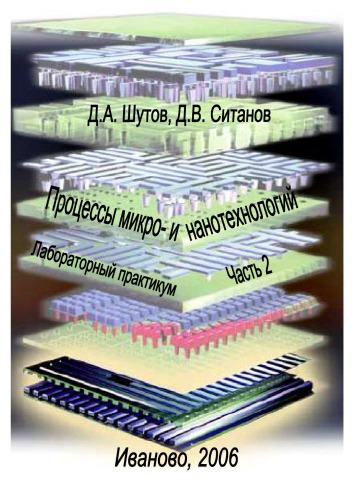 Д.А. Шутов, Д.В. Ситанов
Процессы микро- и нанотехнологий
Лабораторный практикум
Часть 2
Иваново, 2006